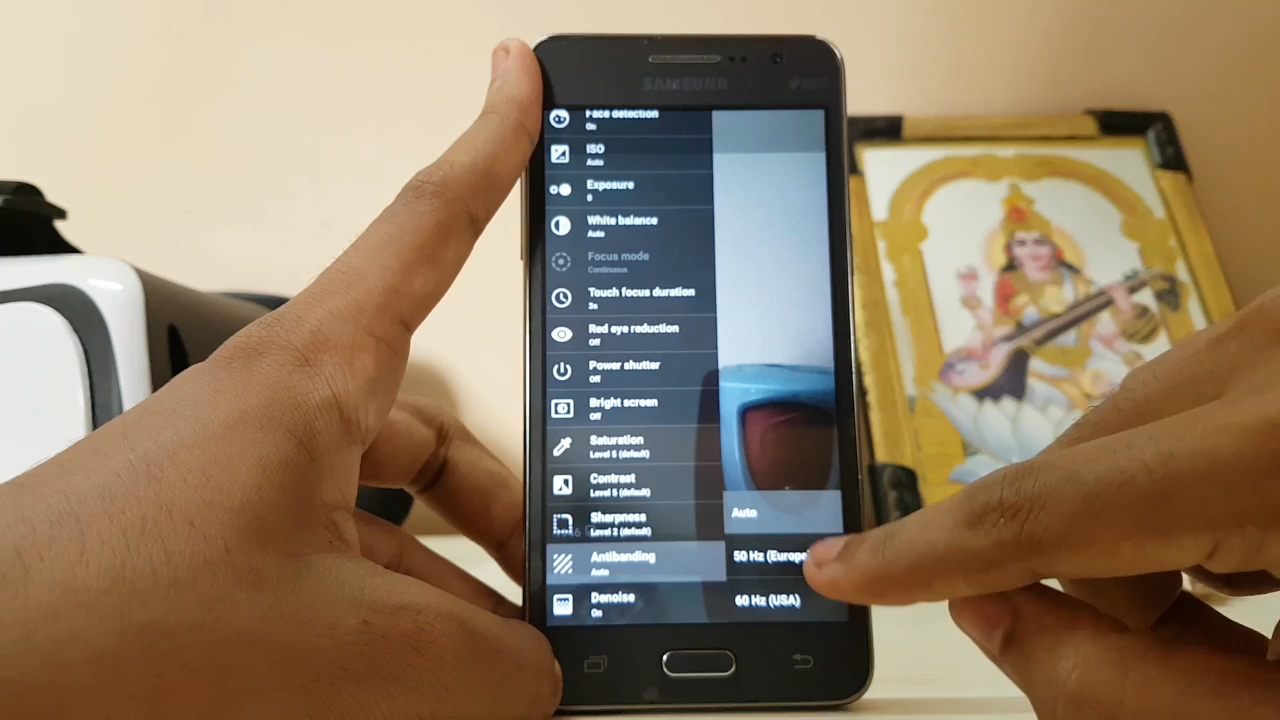 SAMSUNG
Face detection
On
ISO
Auto
Exposure
0
White balance
Auto
Focus mode
Continuous
Touch focus duration
3s
Red eye reduction
Off
Power shutter
Off
Bright screen
Off
Saturation
Level 5 (default)
Contrast
Level 5 (default)
Sharpness
Level 2 (default)
Antibanding
Auto
Denoise
On
Auto
50 Hz (Europe
60 Hz (USA)